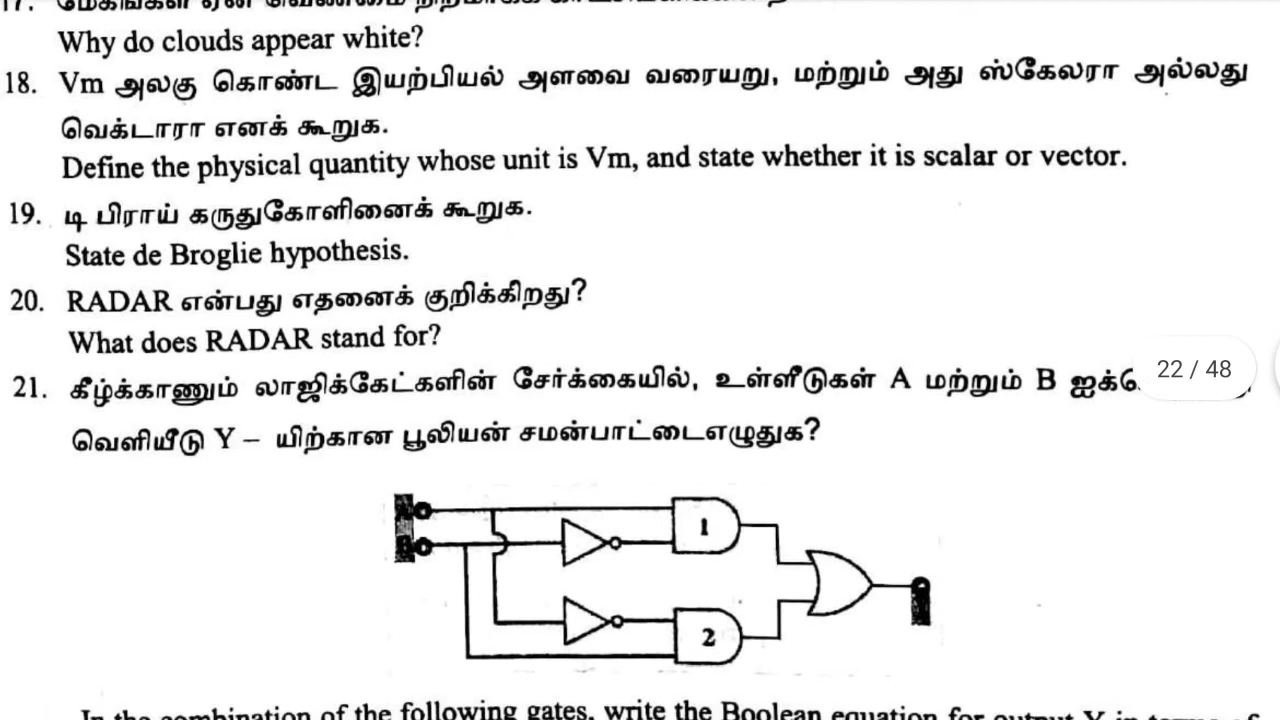 Why do clouds appear white?
18. Vm அலகு கொண்ட இயற்பியல் அளவை வரையறு, மற்றும் அது ஸ்கேலரா அல்லது
வெக்டாரா எனக் கூறுக.
Define the physical quantity whose unit is Vm, and state whether it is scalar or vector.
19. டி பிராய் கருதுகோளினைக் கூறுக.
State de Broglie hypothesis.
20. RADAR என்பது எதனைக் குறிக்கிறது?
What does RADAR stand for?
22 / 48
21. கீழ்க்காணும் லாஜிக்கேட்களின் சேர்க்கையில், உள்ளீடுகள் A மற்றும் B
வெளியீடு Y – யிற்கான பூலியன் சமன்பாட்டைஎழுதுக?
1
2
In the combination of the following gates, write the Boolean equation for output Y in terms of